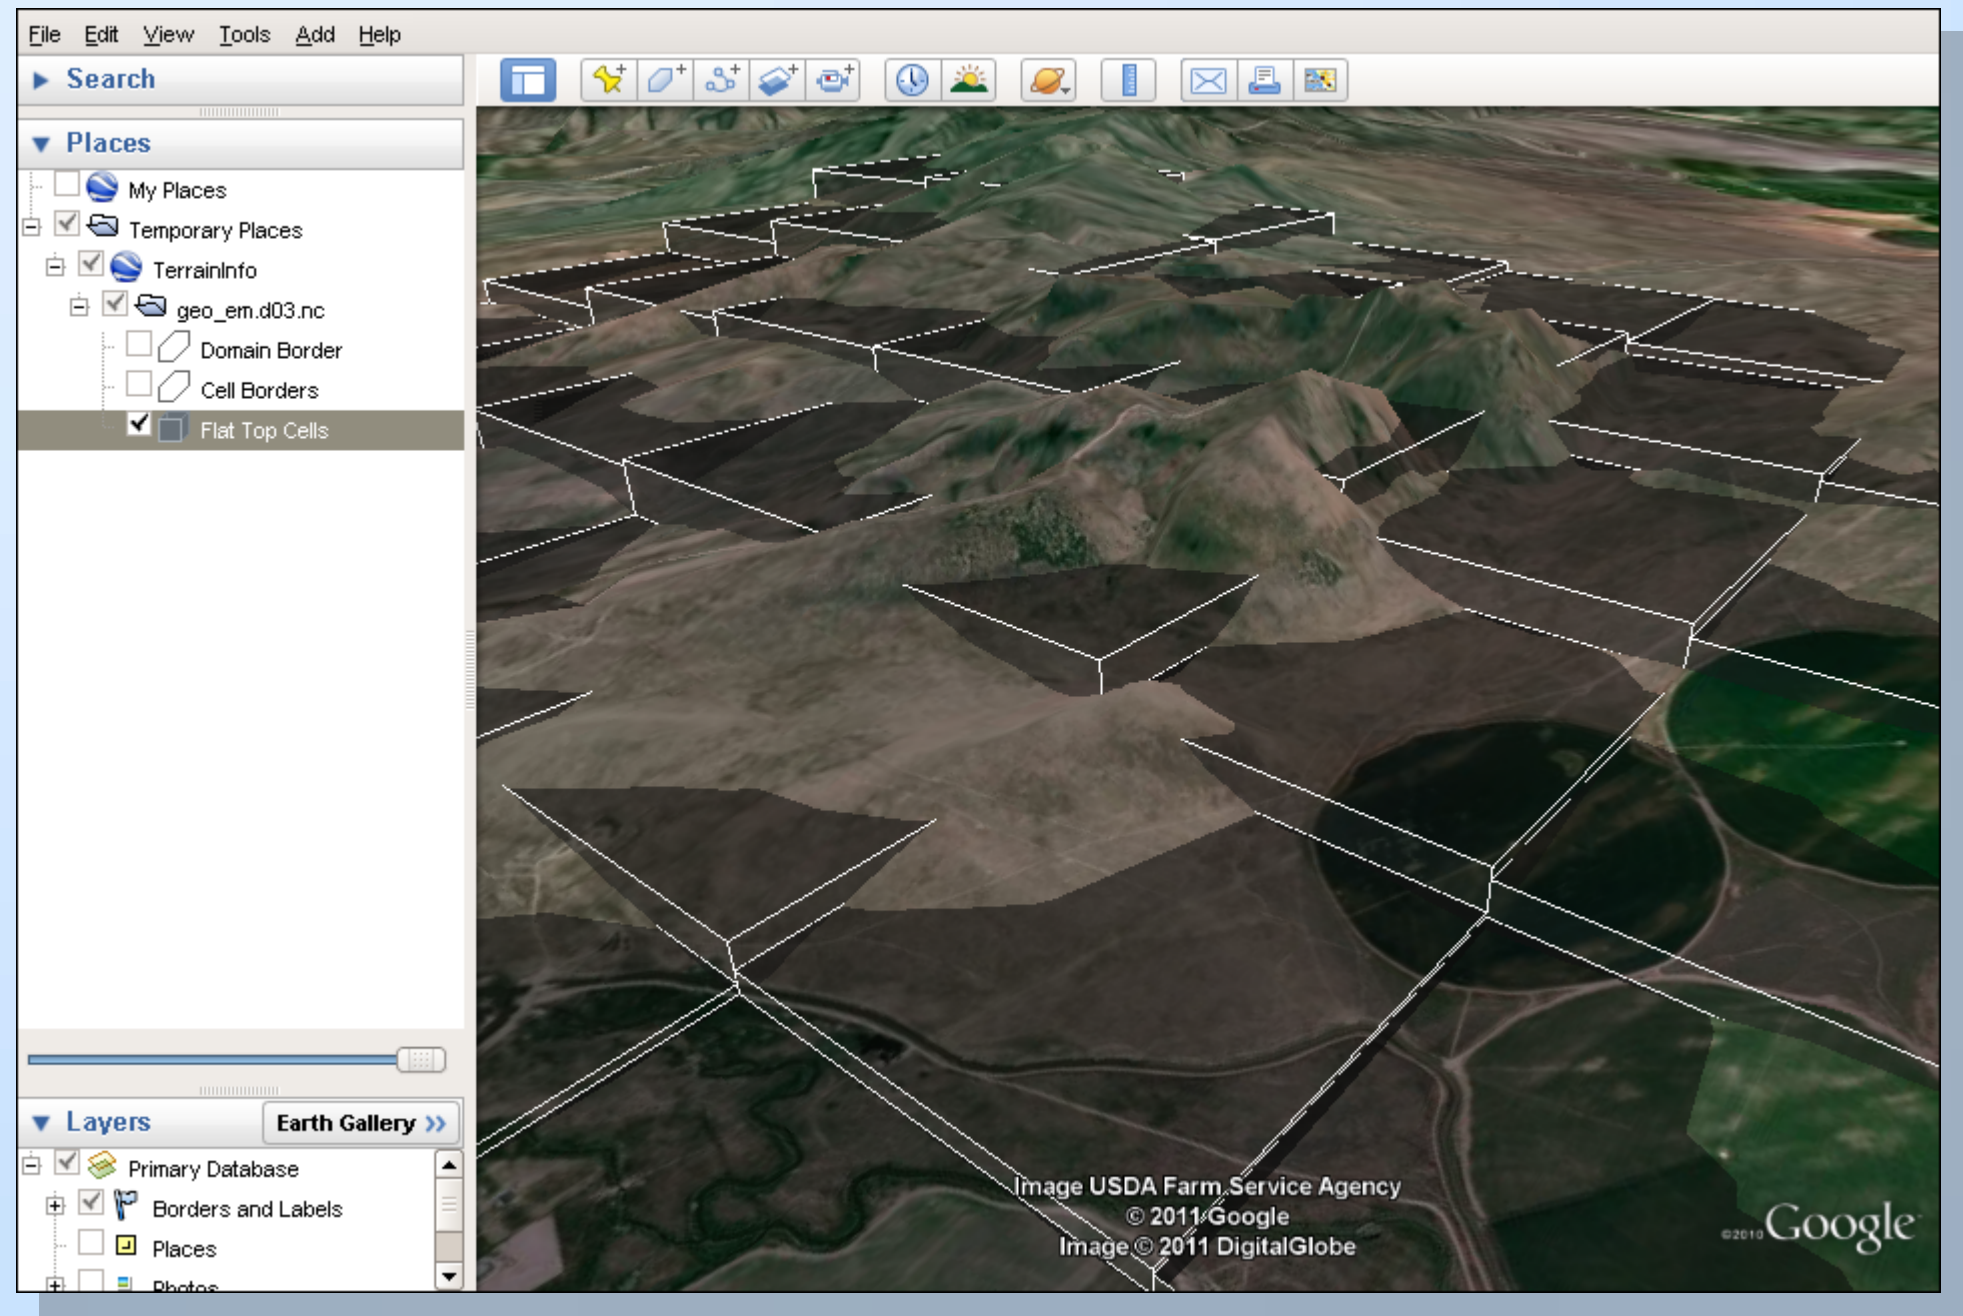 File Edit View Tools Add Help
Search
Places
My Places
Temporary Places
TerrainInfo
geo_em.d03.nc
Domain Border
Cell Borders
Flat Top Cells
Layers
Earth Gallery >>
Primary Database
Borders and Labels
Places
Photos
Image USDA Farm Service Agency
© 2011 Google
Image © 2011 DigitalGlobe
©2010 Google